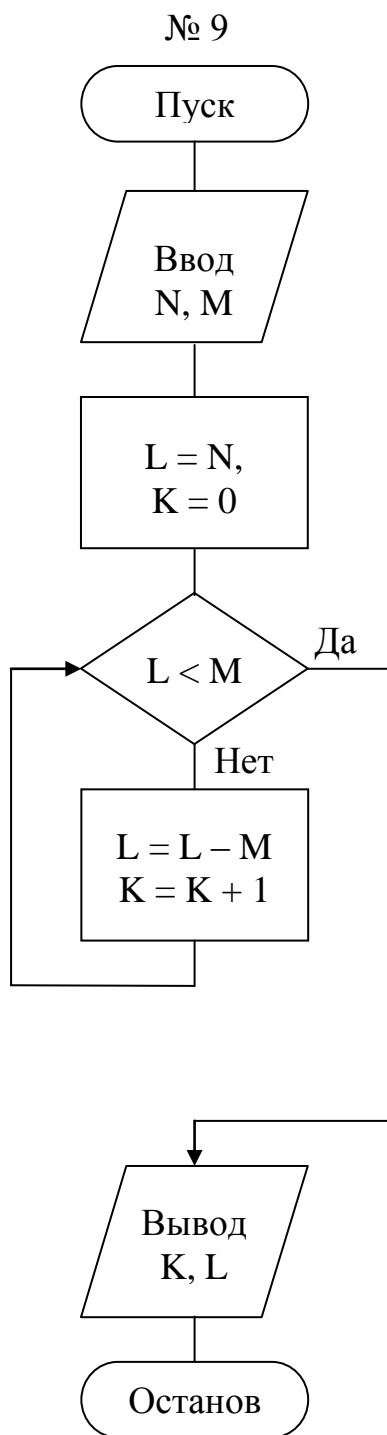 № 9
Пуск
Ввод
N, M
L = N,
K = 0
L < M
Да
Нет
L = L – M
K = K + 1
Вывод
K, L
Останов